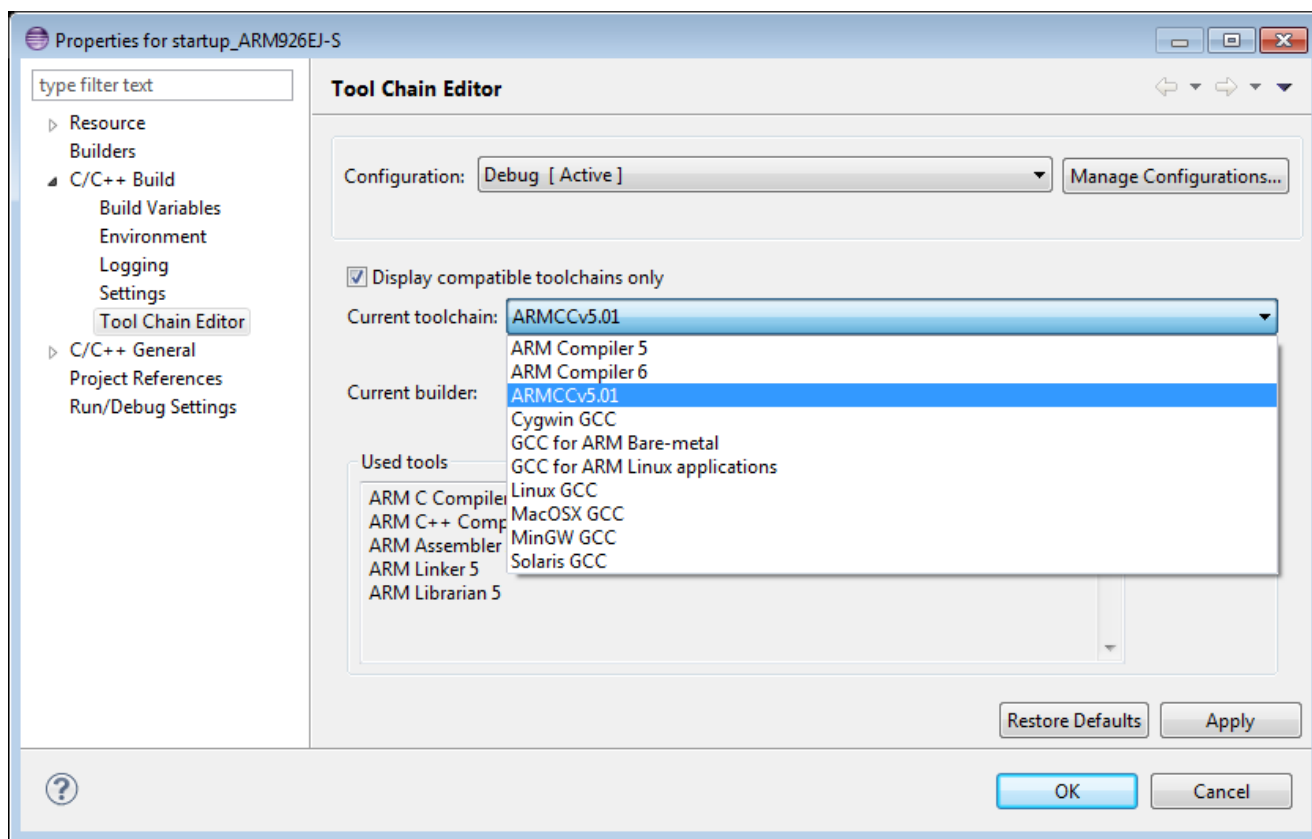 Properties for startup_ARM926EJ-S
type filter text
Resource
Builders
C/C++ Build
Build Variables
Environment
Logging
Settings
Tool Chain Editor
C/C++ General
Project References
Run/Debug Settings
Tool Chain Editor
Configuration: Debug [ Active ] Manage Configurations...
Display compatible toolchains only
Current toolchain: ARMCCv5.01
ARM Compiler 5
ARM Compiler 6
ARMCCv5.01
Cygwin GCC
GCC for ARM Bare-metal
GCC for ARM Linux applications
Linux GCC
MacOSX GCC
MinGW GCC
Solaris GCC
Current builder:
Used tools
ARM C Compiler
ARM C++ Comp
ARM Assembler
ARM Linker 5
ARM Librarian 5
Restore Defaults Apply
? OK Cancel